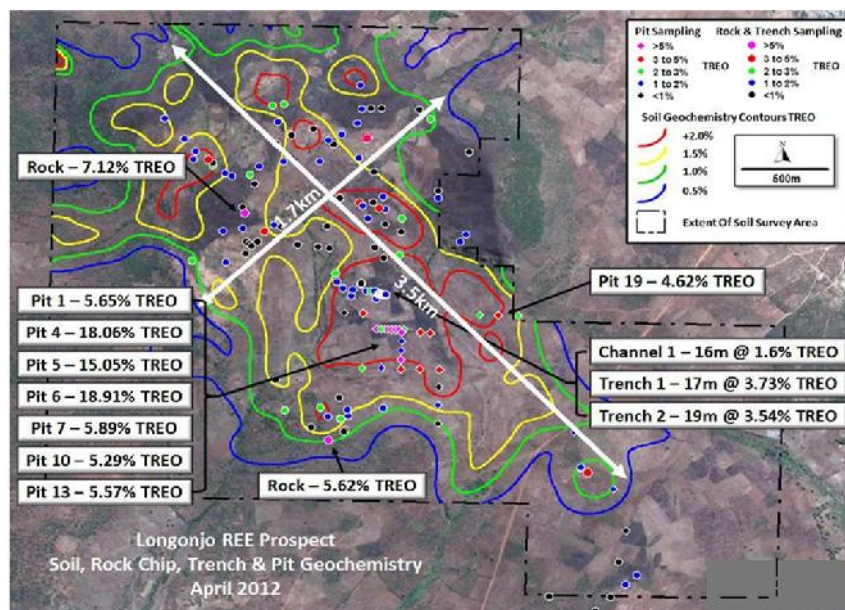 Pit Sampling
Rock & Trench Sampling
>5%
>5%
3 to 5%
3 to 5%
2 to 3%
TREO
2 to 3%
TREO
1 to 2%
1 to 2%
<1%
<1%
Soil Geochemistry Contours TREO
+2.0%
1.5%
1.0%
0.5%
N
600m
Extent Of Soil Survey Area
Rock – 7.12% TREO
1.7km
3.5km
Pit 1 – 5.65% TREO
Pit 4 – 18.06% TREO
Pit 5 – 15.05% TREO
Pit 6 – 18.91% TREO
Pit 7 – 5.89% TREO
Pit 10 – 5.29% TREO
Pit 13 – 5.57% TREO
Pit 19 – 4.62% TREO
Channel 1 – 16m @ 1.6% TREO
Trench 1 – 17m @ 3.73% TREO
Trench 2 – 19m @ 3.54% TREO
Rock – 5.62% TREO
Longonjo REE Prospect
Soil, Rock Chip, Trench & Pit Geochemistry
April 2012